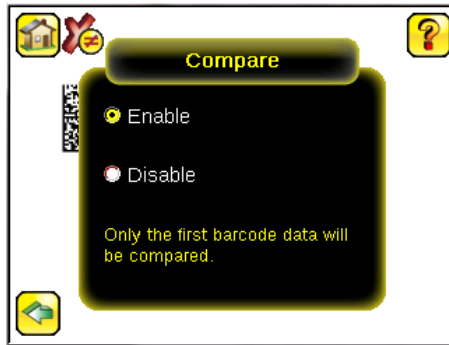 Compare
Enable
Disable
Only the first barcode data will
be compared.